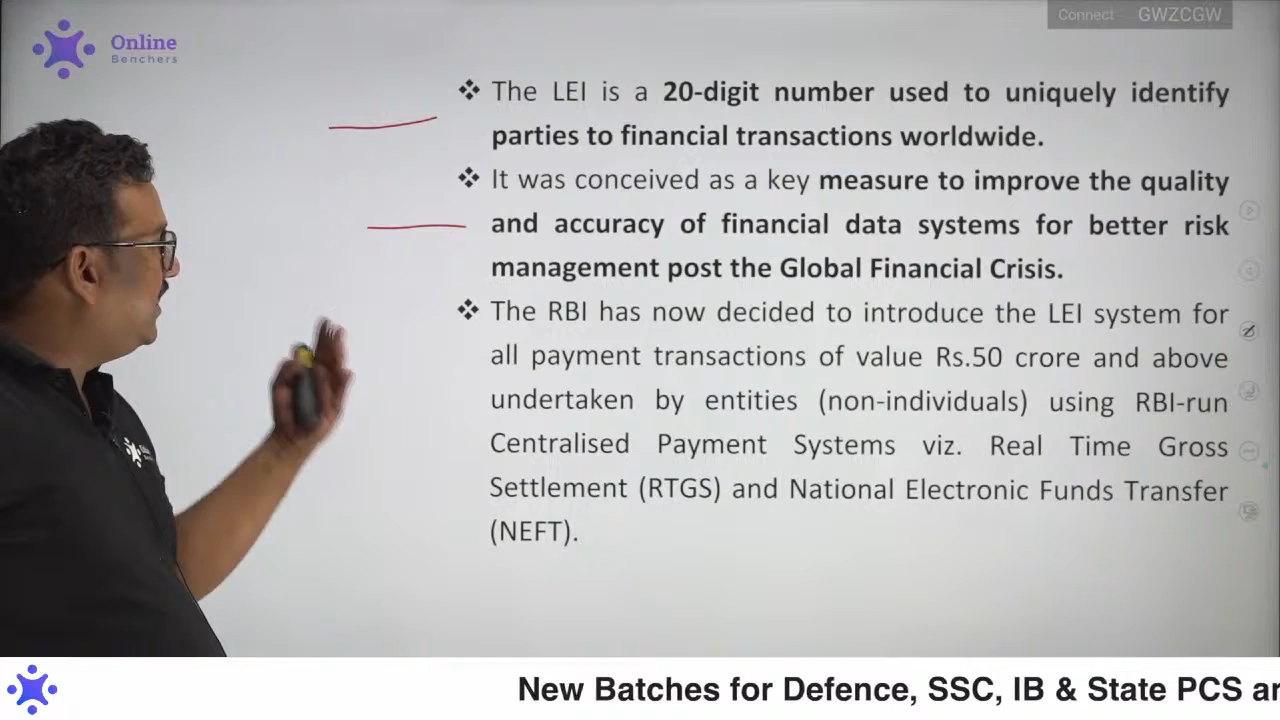 Connect GWZCGW
Online
Benchers
❖ The LEI is a 20-digit number used to uniquely identify
parties to financial transactions worldwide.
❖ It was conceived as a key measure to improve the quality
and accuracy of financial data systems for better risk
management post the Global Financial Crisis.
❖ The RBI has now decided to introduce the LEI system for
all payment transactions of value Rs.50 crore and above
undertaken by entities (non-individuals) using RBI-run
Centralised Payment Systems viz. Real Time Gross
Settlement (RTGS) and National Electronic Funds Transfer
(NEFT).
New Batches for Defence, SSC, IB & State PCS ar